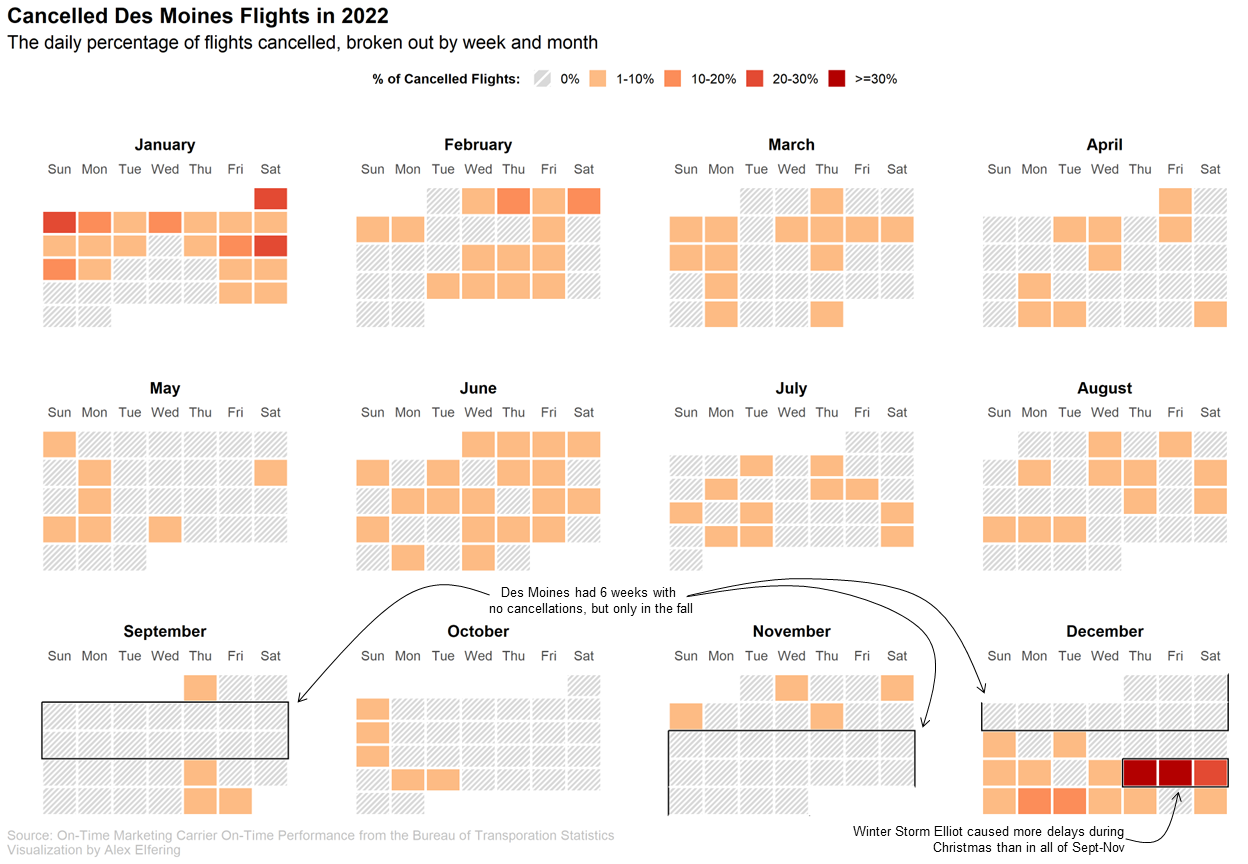 Cancelled Des Moines Flights in 2022
The daily percentage of flights cancelled, broken out by week and month
% of Cancelled Flights: 0% 1-10% 10-20% 20-30% >=30%
January February March April
Sun Mon Tue Wed Thu Fri Sat Sun Mon Tue Wed Thu Fri Sat Sun Mon Tue Wed Thu Fri Sat Sun Mon Tue Wed Thu Fri Sat
May June July August
Sun Mon Tue Wed Thu Fri Sat Sun Mon Tue Wed Thu Fri Sat Sun Mon Tue Wed Thu Fri Sat Sun Mon Tue Wed Thu Fri Sat
Des Moines had 6 weeks with
no cancellations, but only in the fall
September October November December
Sun Mon Tue Wed Thu Fri Sat Sun Mon Tue Wed Thu Fri Sat Sun Mon Tue Wed Thu Fri Sat Sun Mon Tue Wed Thu Fri Sat
Winter Storm Elliot caused more delays during
Christmas than in all of Sept-Nov
Source: On-Time Marketing Carrier On-Time Performance from the Bureau of Transporation Statistics
Visualization by Alex Elfering